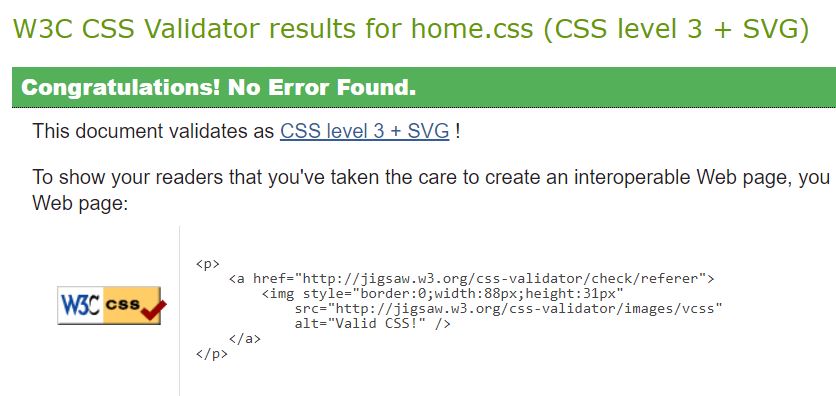 W3C CSS Validator results for home.css (CSS level 3 + SVG)
Congratulations! No Error Found.
This document validates as CSS level 3 + SVG !
To show your readers that you've taken the care to create an interoperable Web page, you
Web page:
W3C css
<p>
    <a href="http://jigsaw.w3.org/css-validator/check/referer">
        <img style="border:0;width:88px;height:31px"
            src="http://jigsaw.w3.org/css-validator/images/vcss"
            alt="Valid CSS!" />
    </a>
</p>